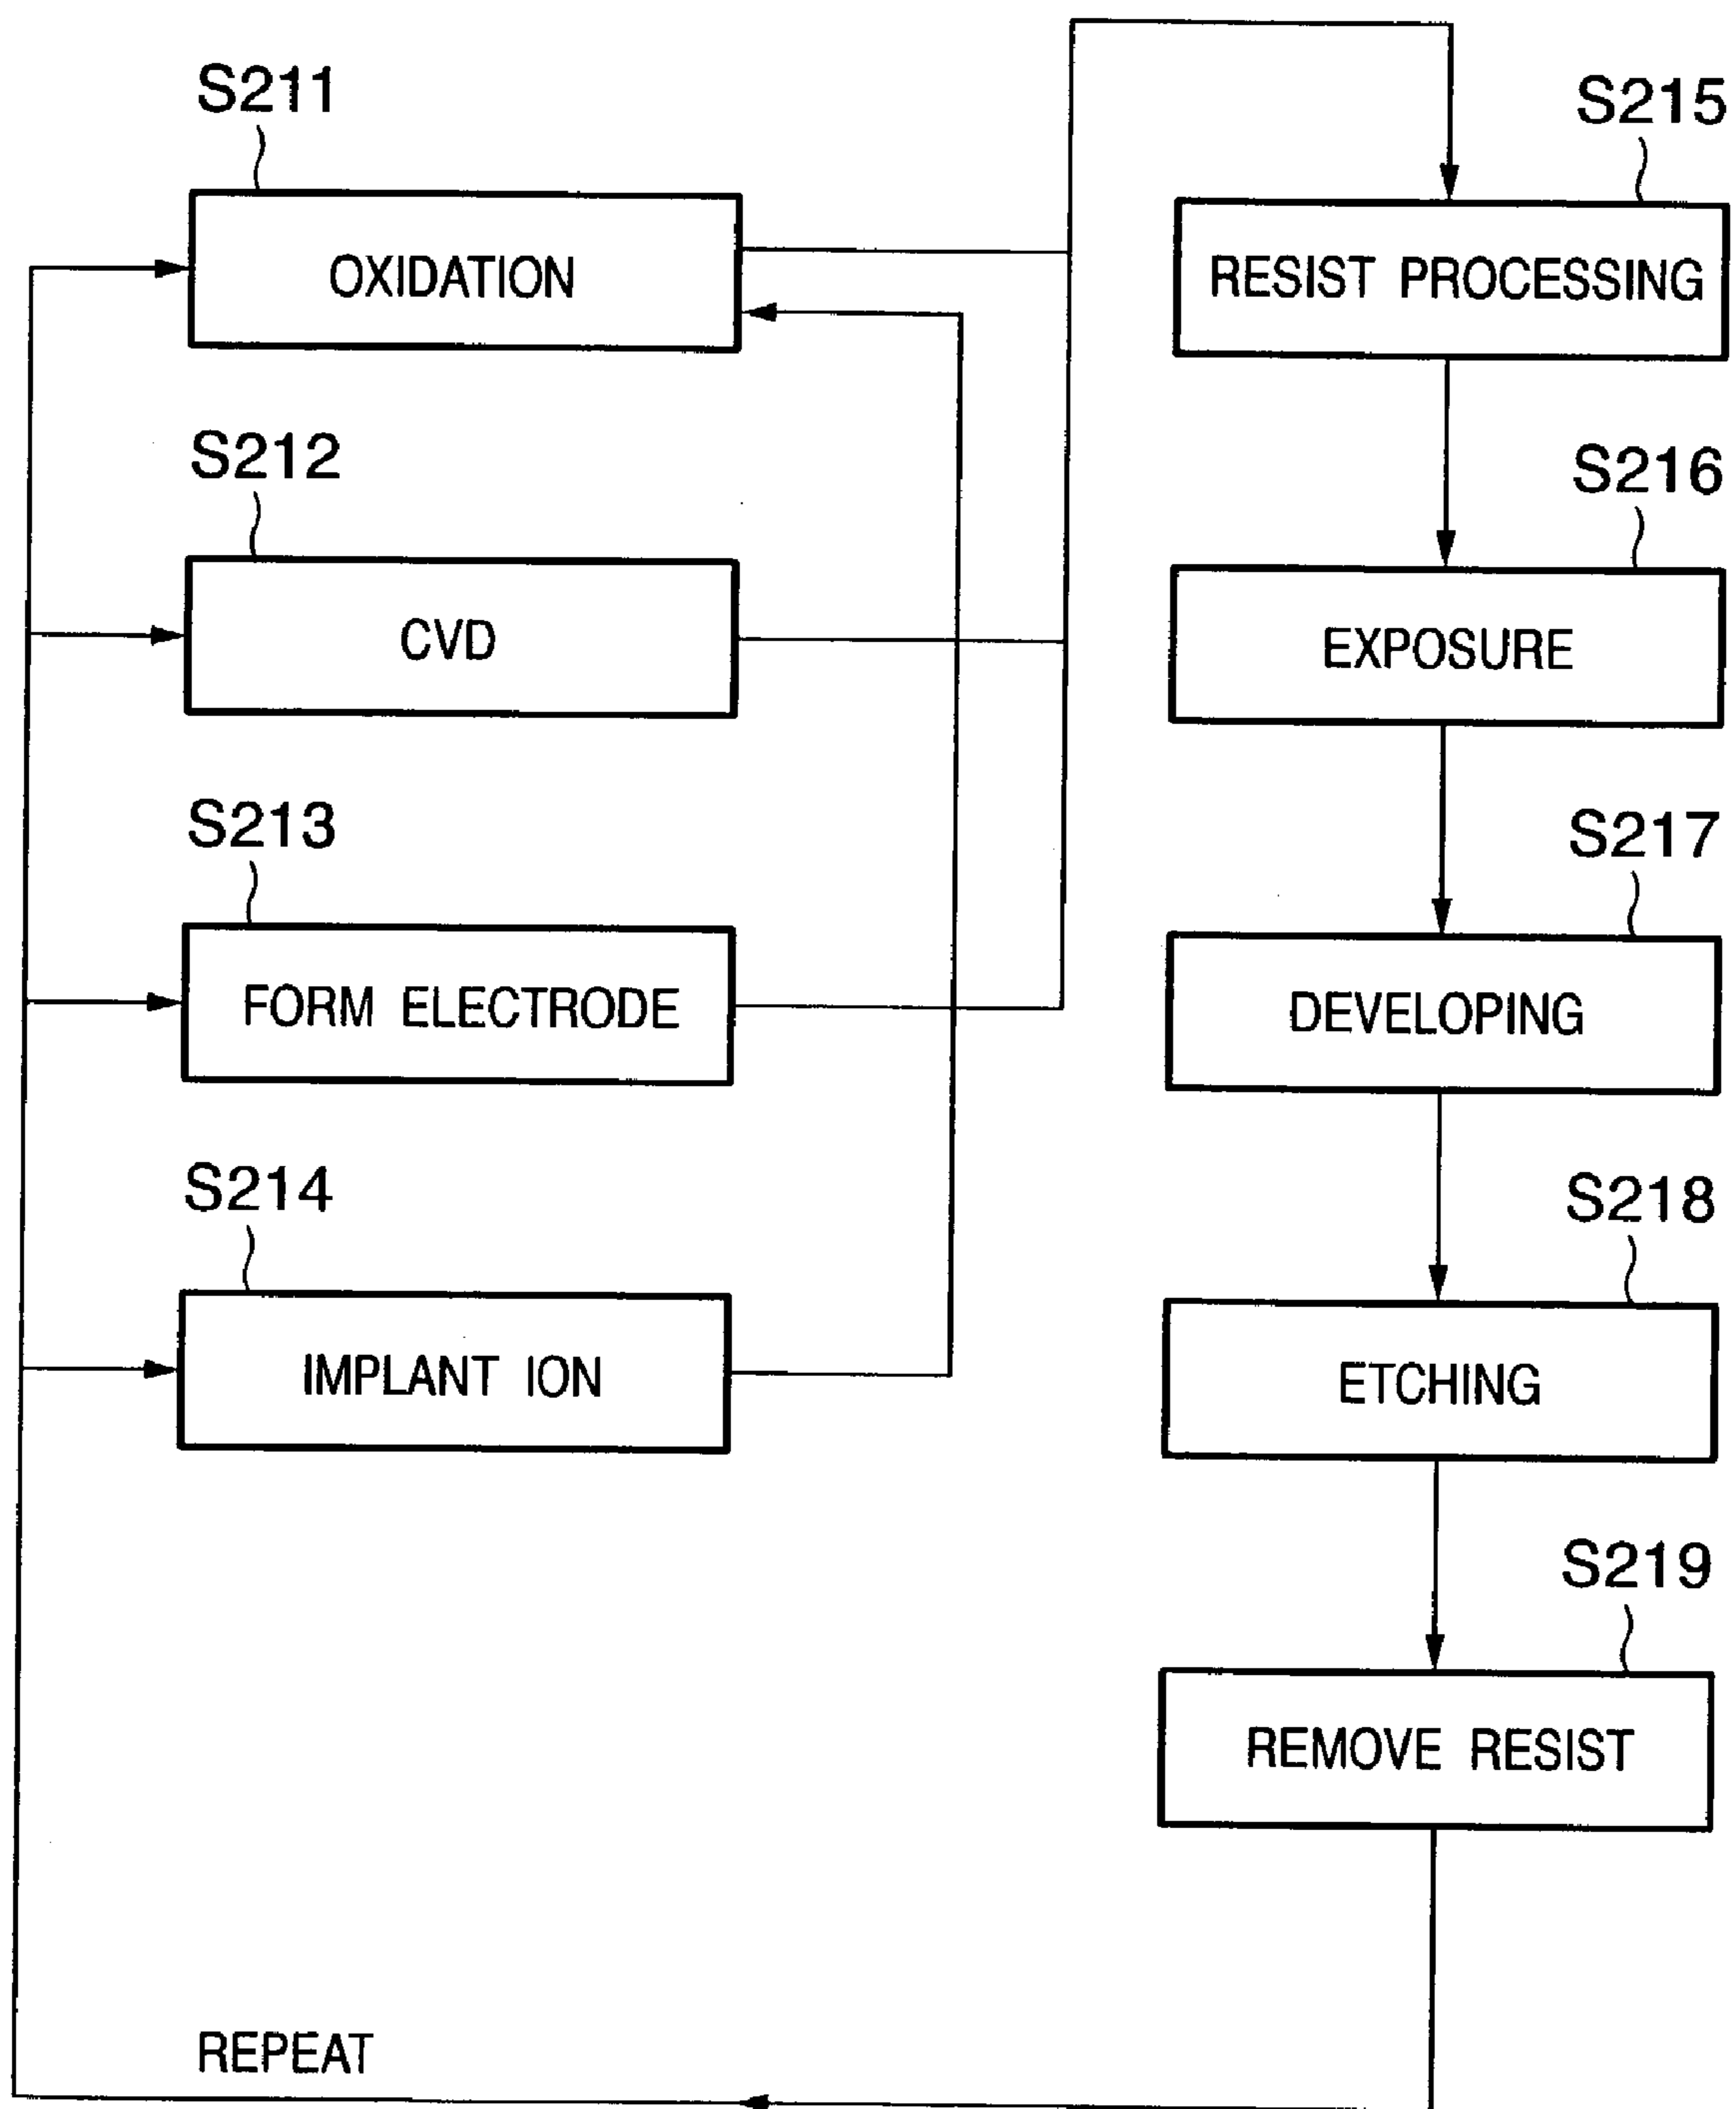 S211
OXIDATION
S212
CVD
S213
FORM ELECTRODE
S214
IMPLANT ION
S215
RESIST PROCESSING
S216
EXPOSURE
S217
DEVELOPING
S218
ETCHING
S219
REMOVE RESIST
REPEAT